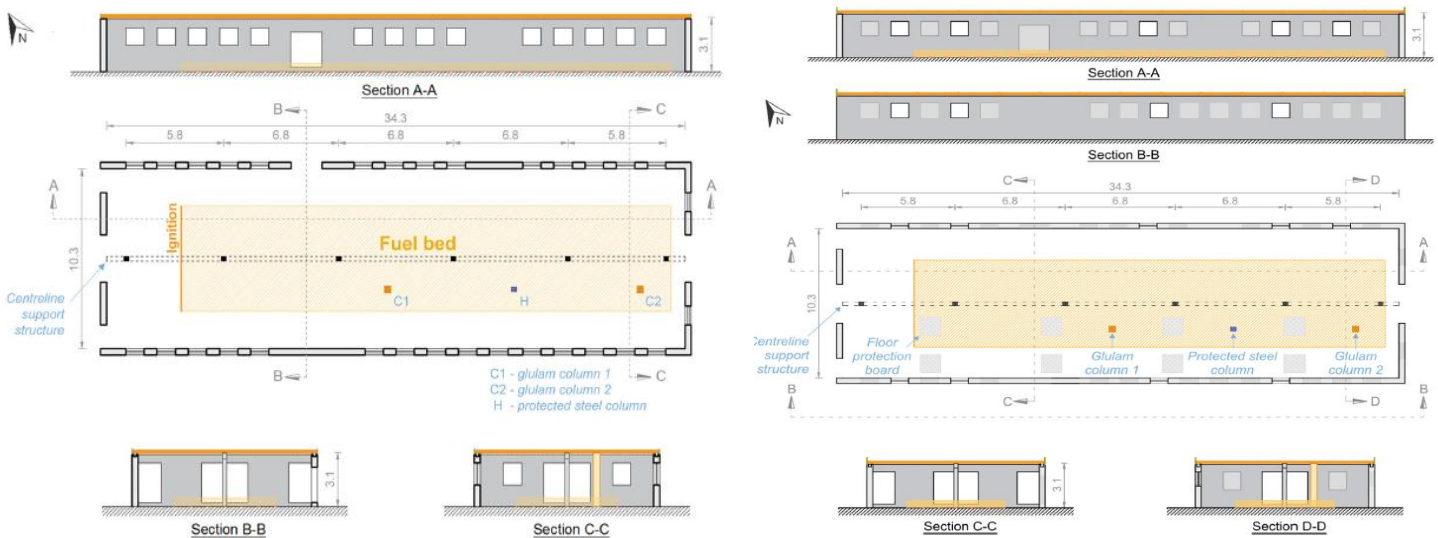 N
3.1
Section A-A
B
C
34.3
5.8
6.8
6.8
6.8
5.8
A
A
Ignition
Fuel bed
10.3
C1
H
C2
Centreline
support
structure
B
C
C1 - glulam column 1
C2 - glulam column 2
H - protected steel column
3.1
Section B-B
Section C-C
3.1
Section A-A
N
Section B-B
C
D
34.3
5.8
6.8
6.8
6.8
5.8
A
A
10.3
Centreline
support
structure
Floor
protection
board
Glulam
column 1
Protected steel
column
Glulam
column 2
B
B
C
D
3.1
Section C-C
Section D-D